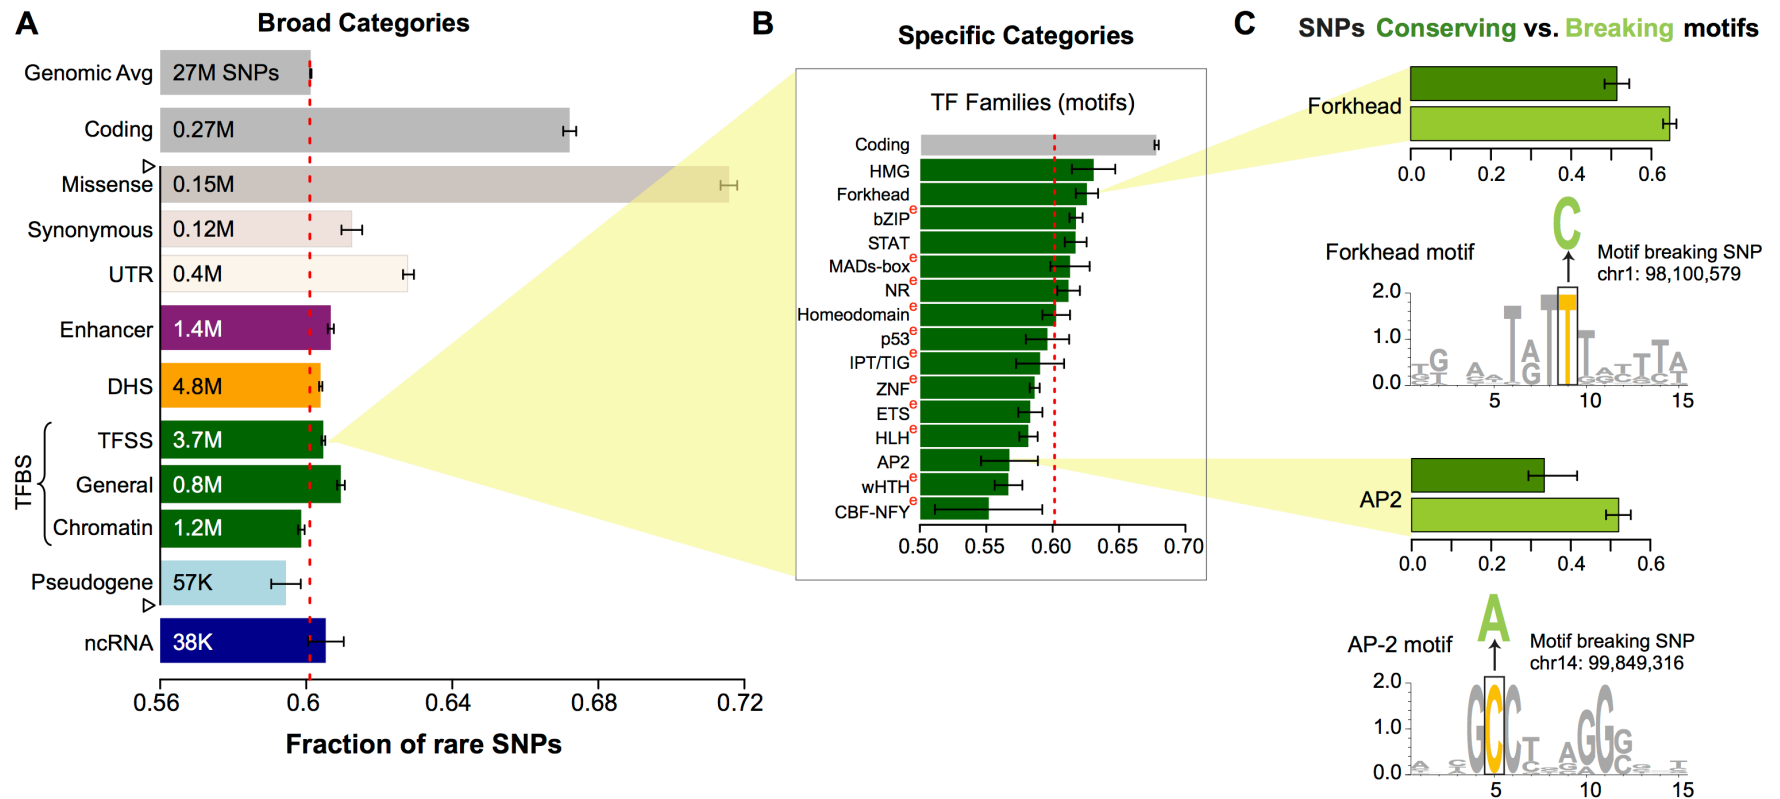 A
Broad Categories
Genomic Avg 27M SNPs
Coding 0.27M
Missense 0.15M
Synonymous 0.12M
UTR 0.4M
Enhancer 1.4M
DHS 4.8M
TFBS
TFSS 3.7M
General 0.8M
Chromatin 1.2M
Pseudogene 57K
ncRNA 38K
0.56 0.6 0.64 0.68 0.72
Fraction of rare SNPs
B
Specific Categories
TF Families (motifs)
Coding
HMG
Forkhead
bZIP e
STAT
MADs-box e
NR e
Homeodomain e
p53 e
IPT/TIG e
ZNF e
ETS e
HLH e
AP2
wHTH e
CBF-NFY e
0.50 0.55 0.60 0.65 0.70
C
SNPs Conserving vs. Breaking motifs
Forkhead
0.0 0.2 0.4 0.6
C
Forkhead motif
Motif breaking SNP
chr1: 98,100,579
2.0
1.0
0.0
5 10 15
AP2
0.0 0.2 0.4 0.6
A
AP-2 motif
Motif breaking SNP
chr14: 99,849,316
2.0
1.0
0.0
5 10 15